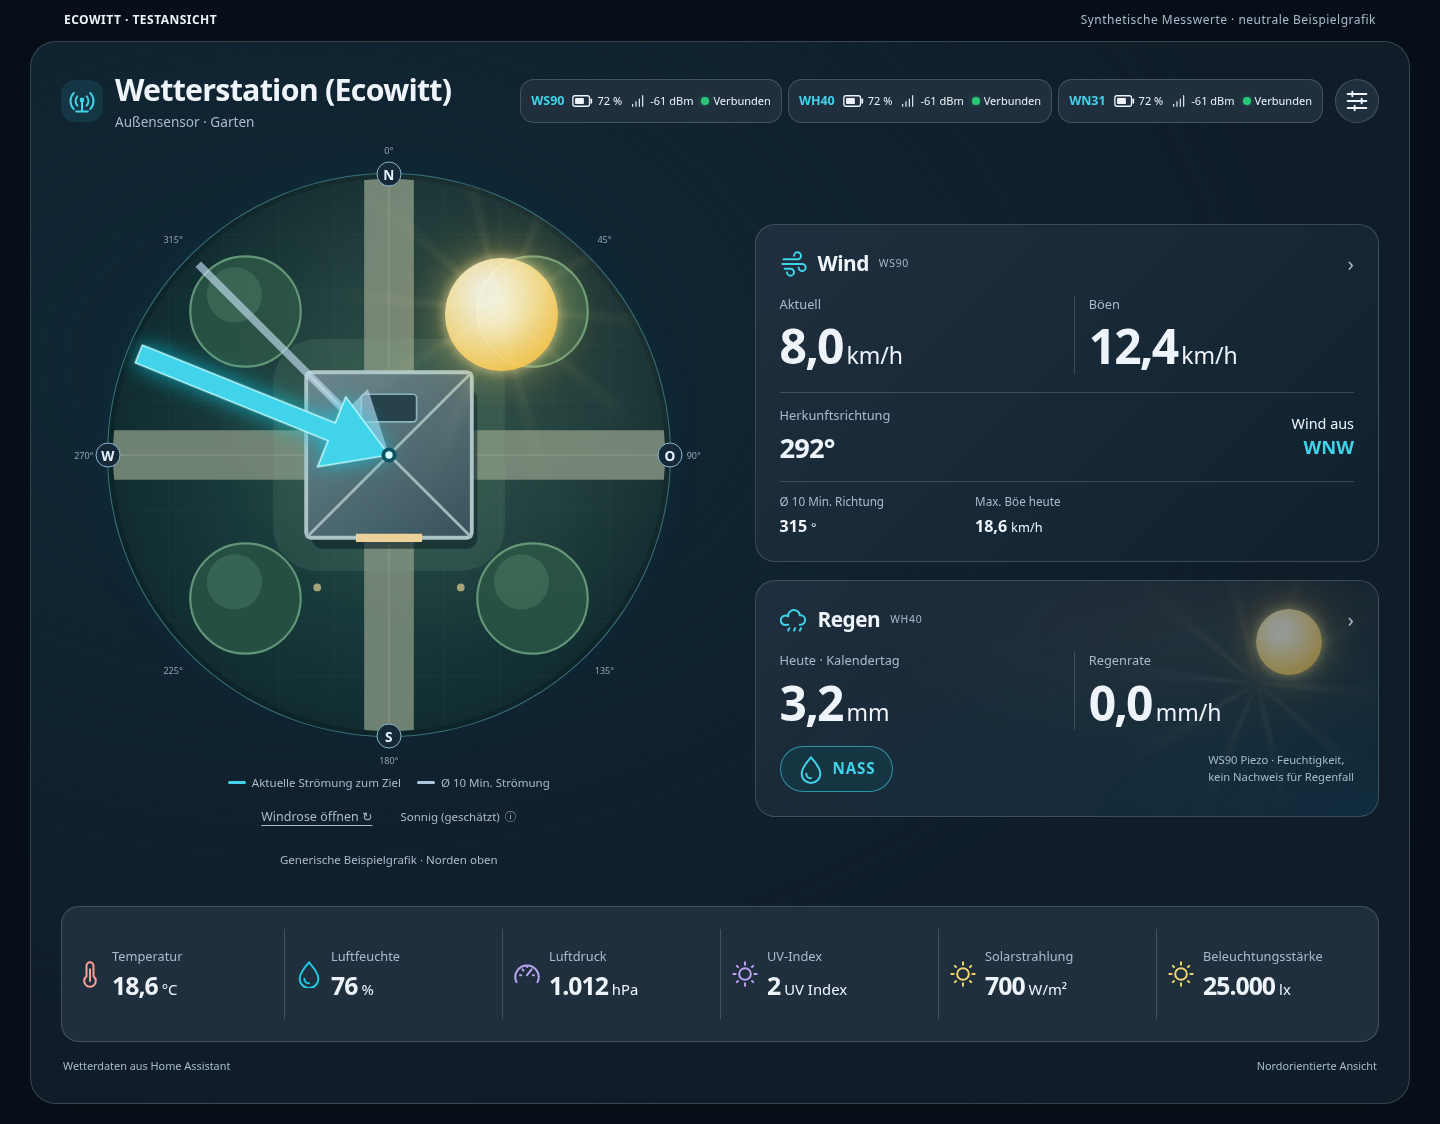 ECOWITT · TESTANSICHT
Synthetische Messwerte · neutrale Beispielgrafik
Wetterstation (Ecowitt)
Außensensor · Garten
WS90 72 % -61 dBm Verbunden
WH40 72 % -61 dBm Verbunden
WN31 72 % -61 dBm Verbunden
0°
N
315°
45°
270°
W
O
90°
225°
135°
S
180°
Aktuelle Strömung zum Ziel
Ø 10 Min. Strömung
Windrose öffnen ↻
Sonnig (geschätzt) ⓘ
Generische Beispielgrafik · Norden oben
Wind WS90 ›
Aktuell
8,0 km/h
Böen
12,4 km/h
Herkunftsrichtung
292°
Wind aus
WNW
Ø 10 Min. Richtung
315 °
Max. Böe heute
18,6 km/h
Regen WH40 ›
Heute · Kalendertag
3,2 mm
Regenrate
0,0 mm/h
NASS
WS90 Piezo · Feuchtigkeit,
kein Nachweis für Regenfall
Temperatur
18,6 °C
Luftfeuchte
76 %
Luftdruck
1.012 hPa
UV-Index
2 UV Index
Solarstrahlung
700 W/m²
Beleuchtungsstärke
25.000 lx
Wetterdaten aus Home Assistant
Nordorientierte Ansicht